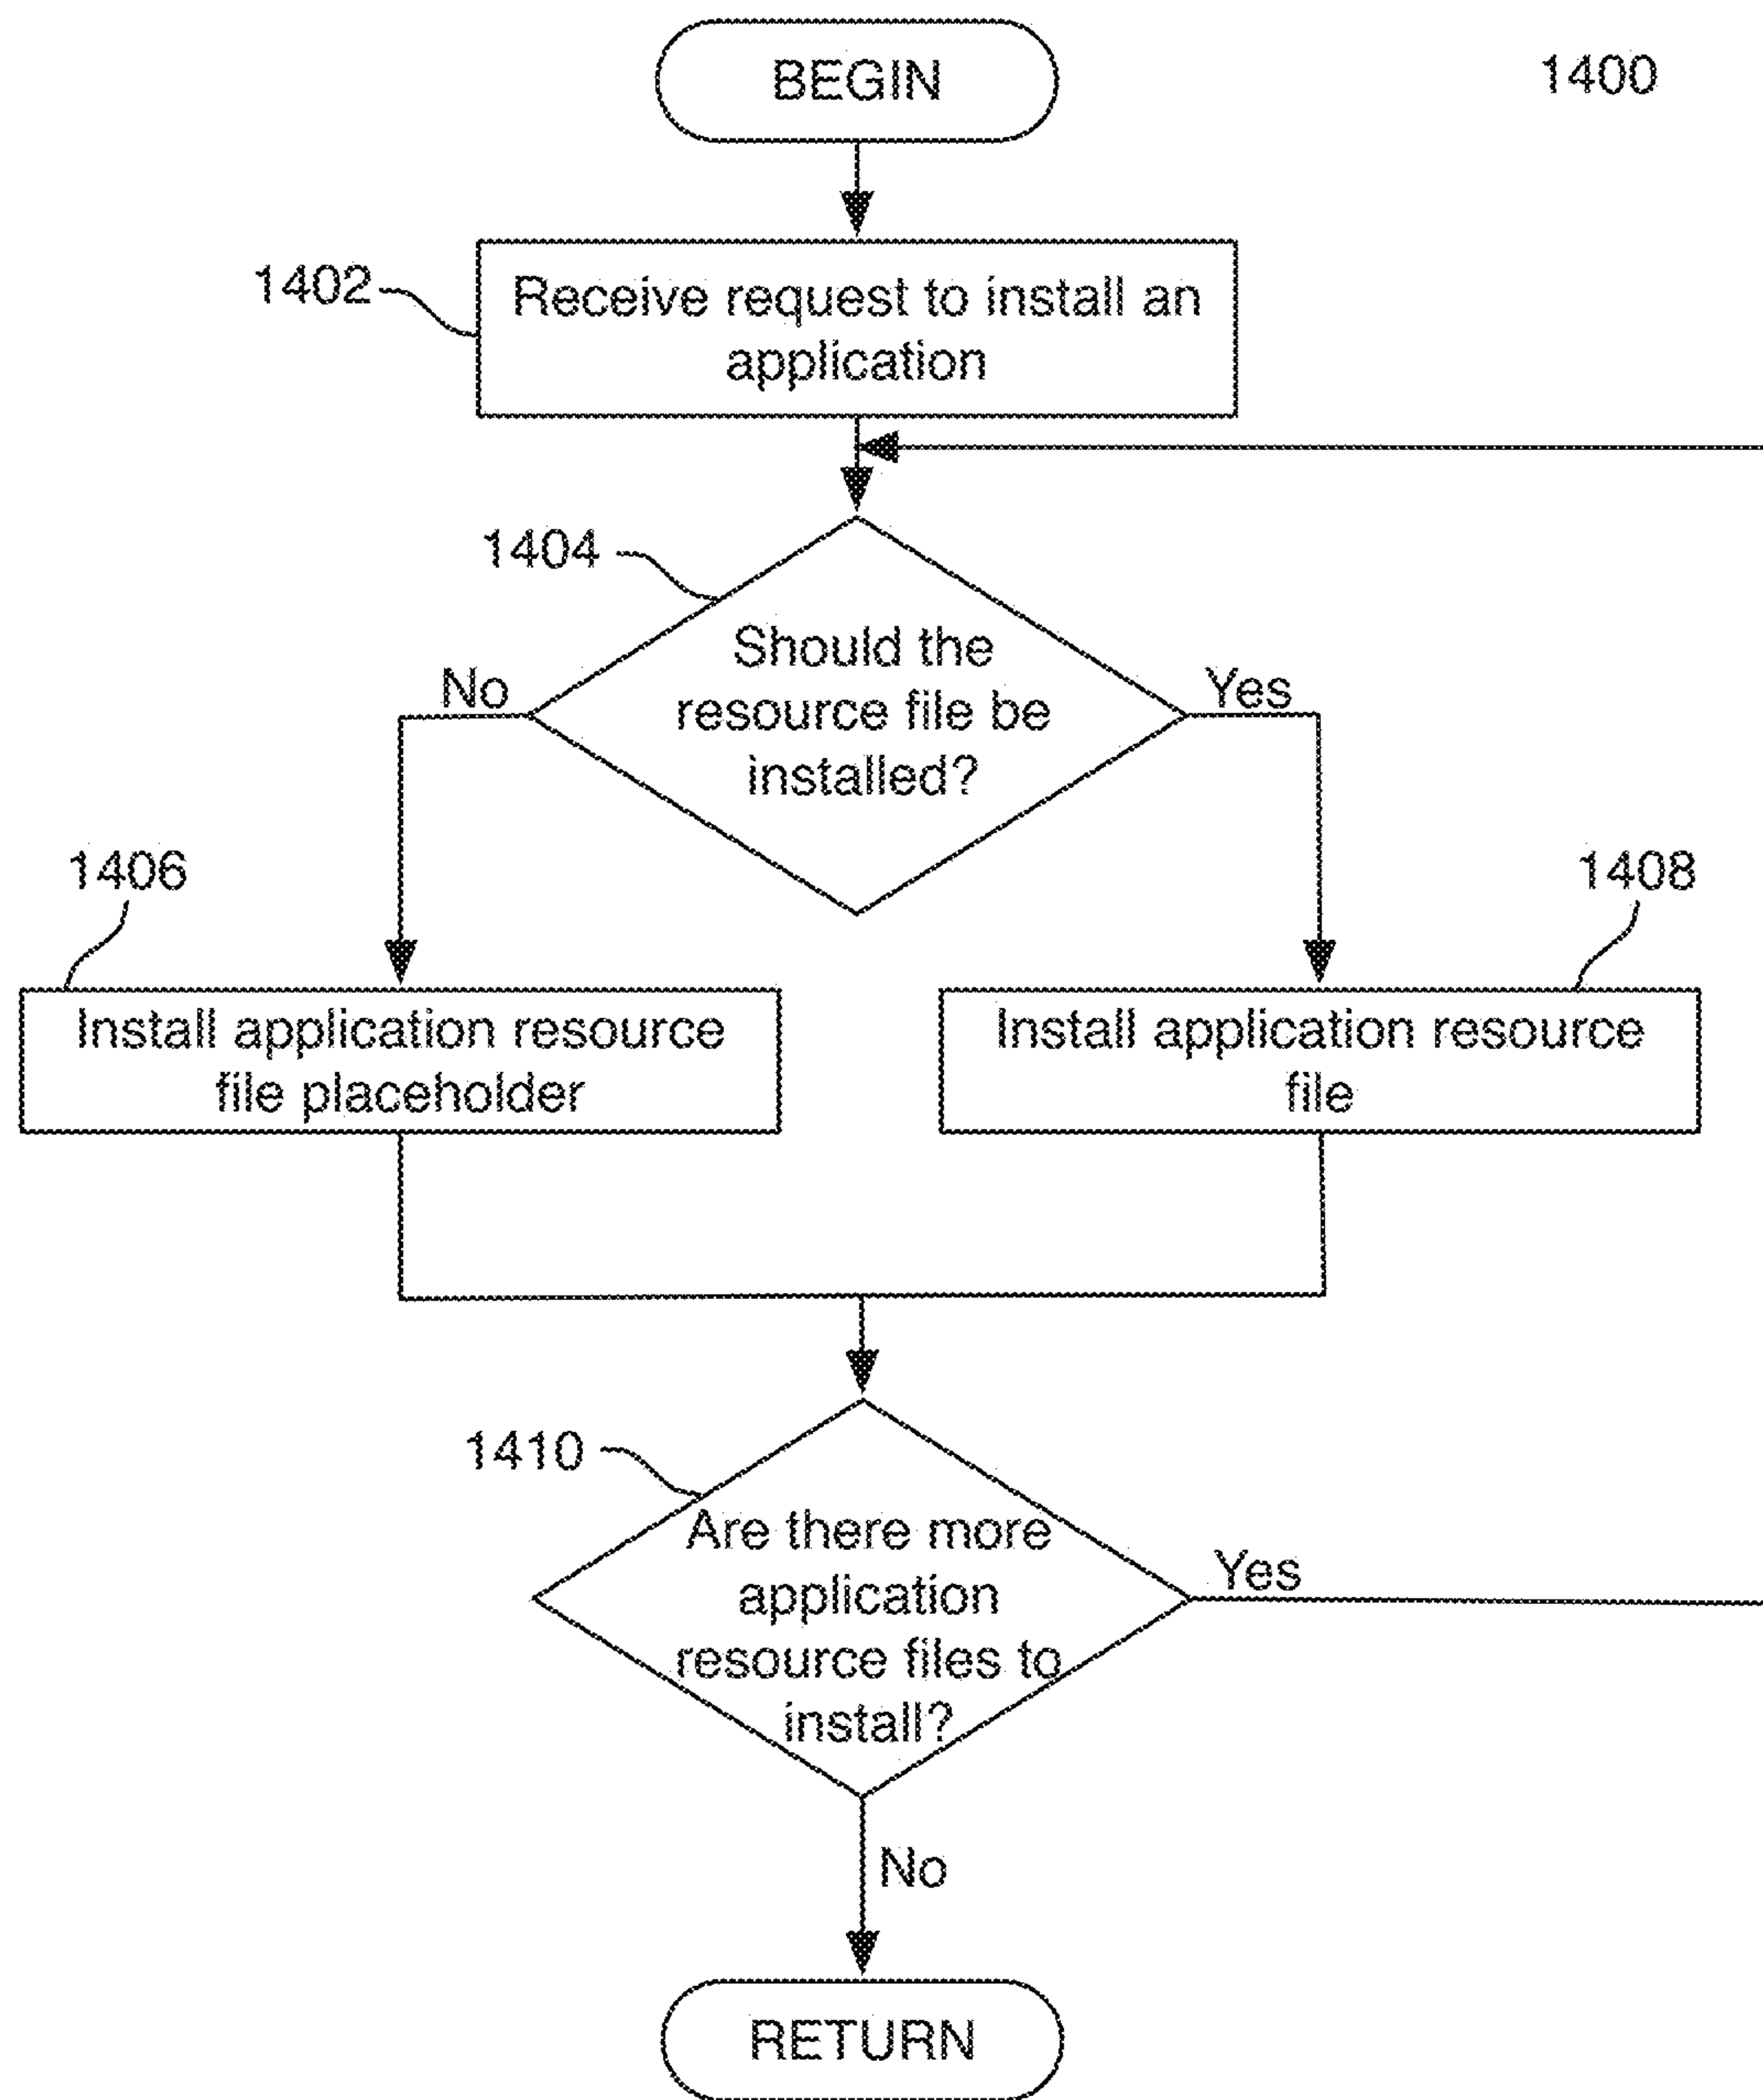 BEGIN
1400
1402
Receive request to install an
application
1404
Should the
resource file be
installed?
No
Yes
1406
1408
Install application resource
file placeholder
Install application resource
file
1410
Are there more
application
resource files to
install?
Yes
No
RETURN